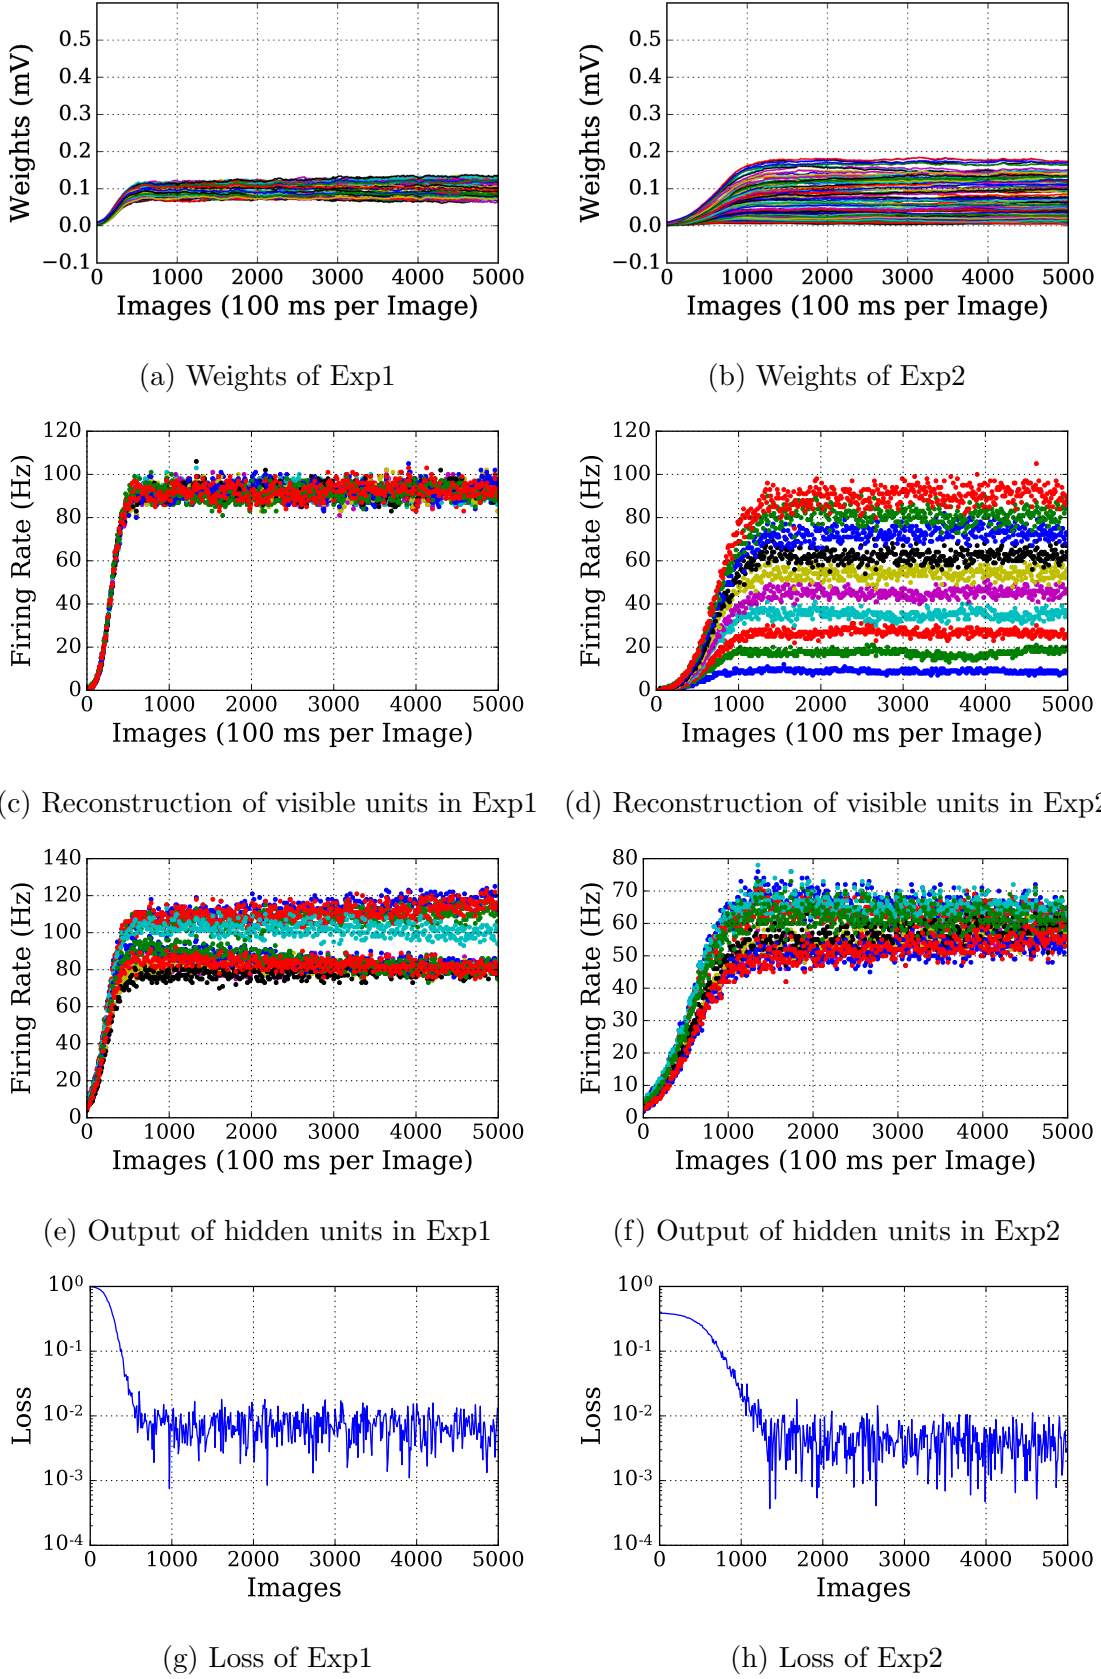 0.5
0.4
0.3
0.2
0.1
0.0
−0.1
Weights (mV)
0 1000 2000 3000 4000 5000
Images (100 ms per Image)
(a) Weights of Exp1
0.5
0.4
0.3
0.2
0.1
0.0
−0.1
Weights (mV)
0 1000 2000 3000 4000 5000
Images (100 ms per Image)
(b) Weights of Exp2
120
100
80
60
40
20
0
Firing Rate (Hz)
0 1000 2000 3000 4000 5000
Images (100 ms per Image)
(c) Reconstruction of visible units in Exp1
120
100
80
60
40
20
0
Firing Rate (Hz)
0 1000 2000 3000 4000 5000
Images (100 ms per Image)
(d) Reconstruction of visible units in Exp2
140
120
100
80
60
40
20
0
Firing Rate (Hz)
0 1000 2000 3000 4000 5000
Images (100 ms per Image)
(e) Output of hidden units in Exp1
80
70
60
50
40
30
20
10
0
Firing Rate (Hz)
0 1000 2000 3000 4000 5000
Images (100 ms per Image)
(f) Output of hidden units in Exp2
10⁰
10⁻¹
10⁻²
10⁻³
10⁻⁴
Loss
0 1000 2000 3000 4000 5000
Images
(g) Loss of Exp1
10⁰
10⁻¹
10⁻²
10⁻³
10⁻⁴
Loss
0 1000 2000 3000 4000 5000
Images
(h) Loss of Exp2